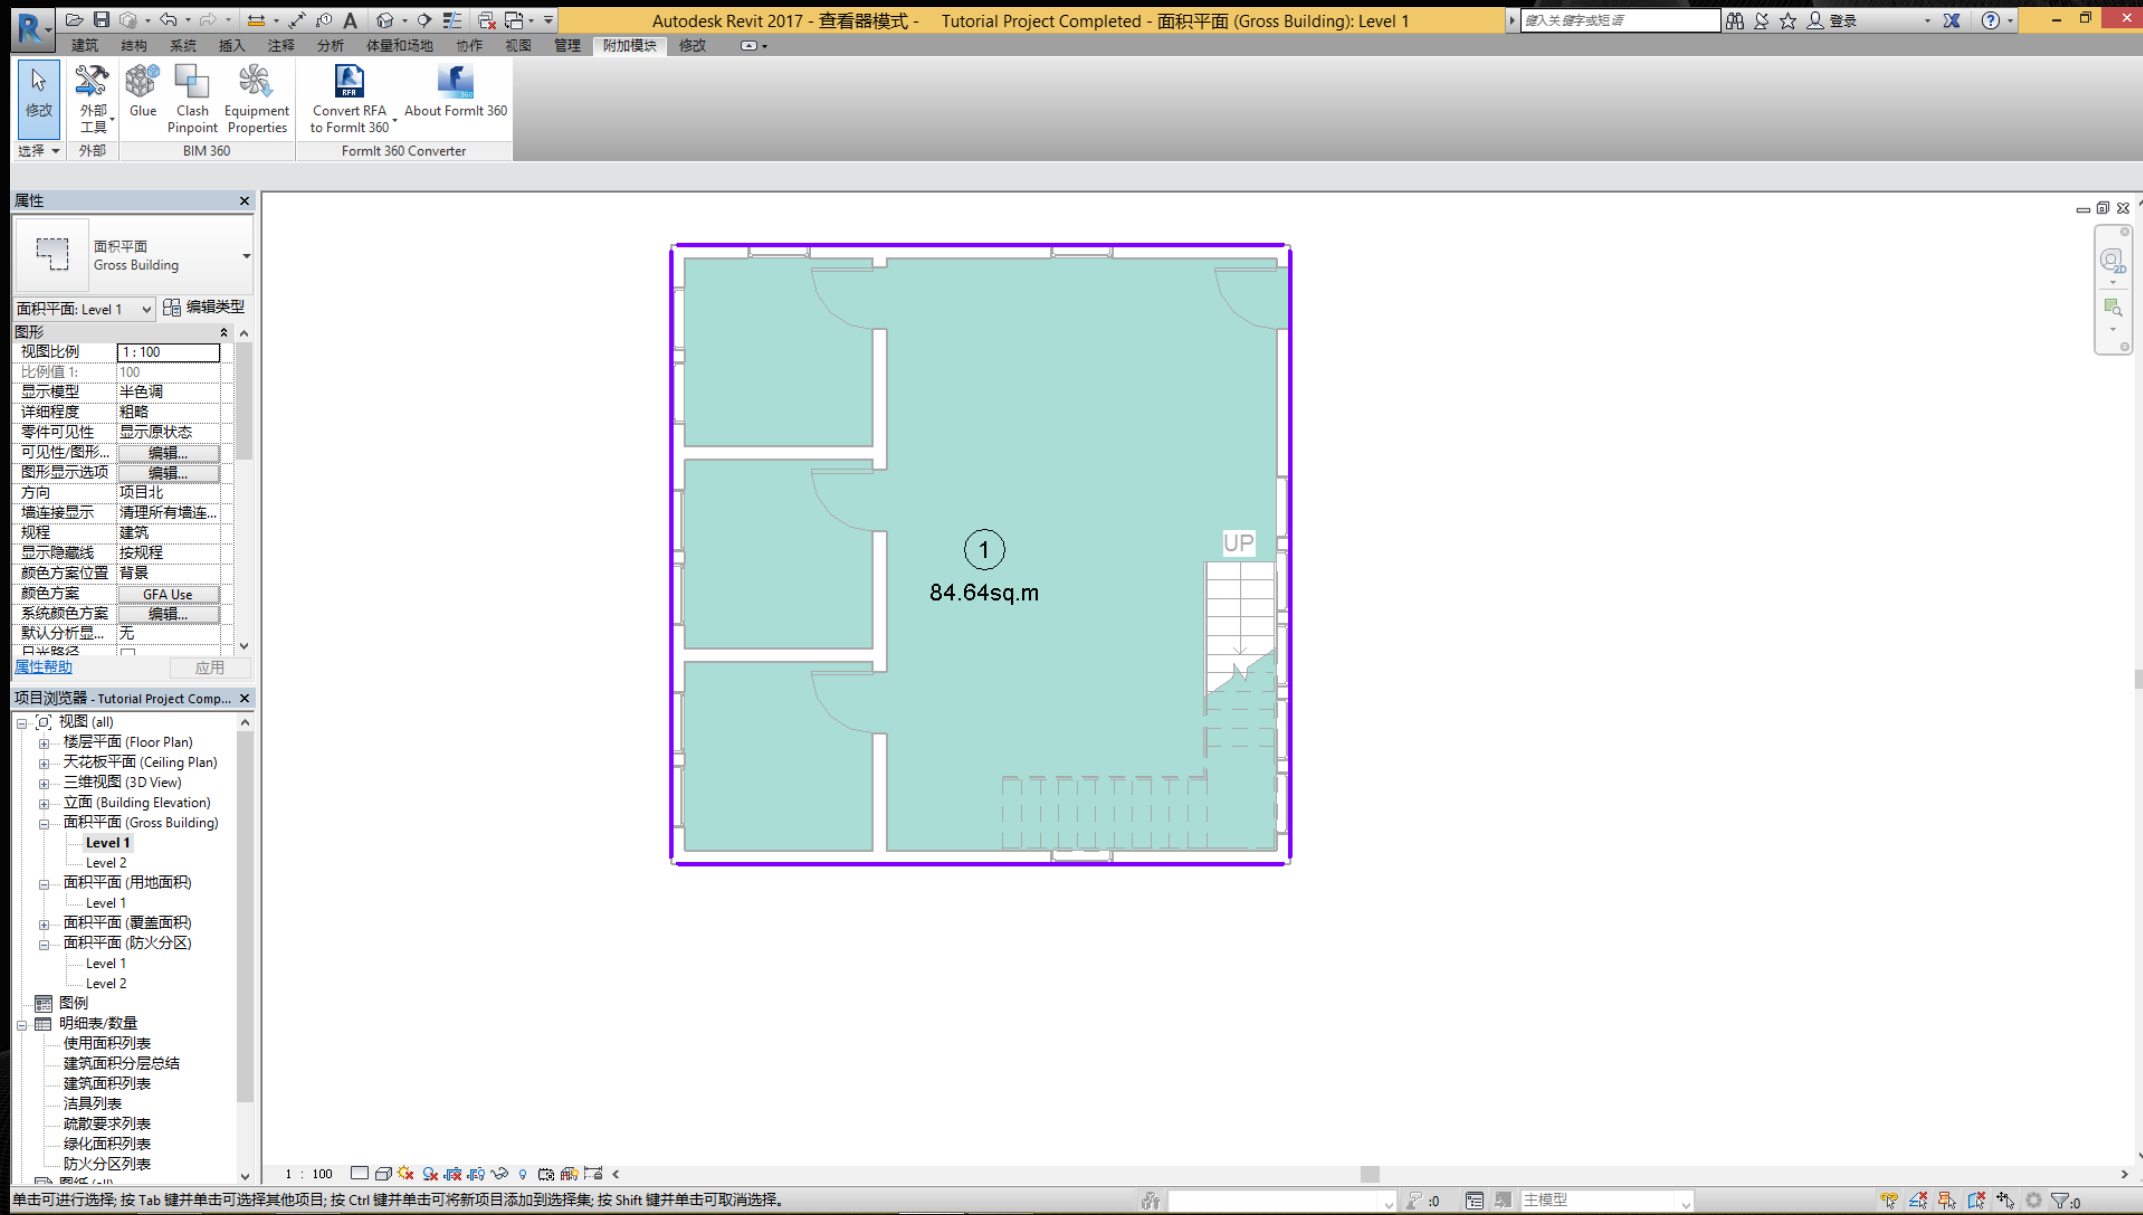 Autodesk Revit 2017 - 查看器模式 - Tutorial Project Completed - 面积平面 (Gross Building): Level 1
键入关键字或短语
登录
建筑 结构 系统 插入 注释 分析 体量和场地 协作 视图 管理 附加模块 修改
修改
外部
工具
Glue
Clash
Pinpoint
Equipment
Properties
Convert RFA
to FormIt 360
About FormIt 360
选择
外部
BIM 360
FormIt 360 Converter
属性
面积平面
Gross Building
面积平面: Level 1
编辑类型
图形
视图比例 1 : 100
比例值 1: 100
显示模型 半色调
详细程度 粗略
零件可见性 显示原状态
可见性/图形... 编辑...
图形显示选项 编辑...
方向 项目北
墙连接显示 清理所有墙连...
规程 建筑
显示隐藏线 按规程
颜色方案位置 背景
颜色方案 GFA Use
系统颜色方案 编辑...
默认分析显... 无
日光路径
属性帮助
应用
项目浏览器 - Tutorial Project Comp...
视图 (all)
楼层平面 (Floor Plan)
天花板平面 (Ceiling Plan)
三维视图 (3D View)
立面 (Building Elevation)
面积平面 (Gross Building)
Level 1
Level 2
面积平面 (用地面积)
Level 1
面积平面 (覆盖面积)
面积平面 (防火分区)
Level 1
Level 2
图例
明细表/数量
使用面积列表
建筑面积分层总结
建筑面积列表
洁具列表
疏散要求列表
绿化面积列表
防火分区列表
图纸 (all)
1
84.64sq.m
UP
2D
1 : 100
单击可进行选择; 按 Tab 键并单击可选择其他项目; 按 Ctrl 键并单击可将新项目添加到选择集; 按 Shift 键并单击可取消选择。
:0
主模型
:0